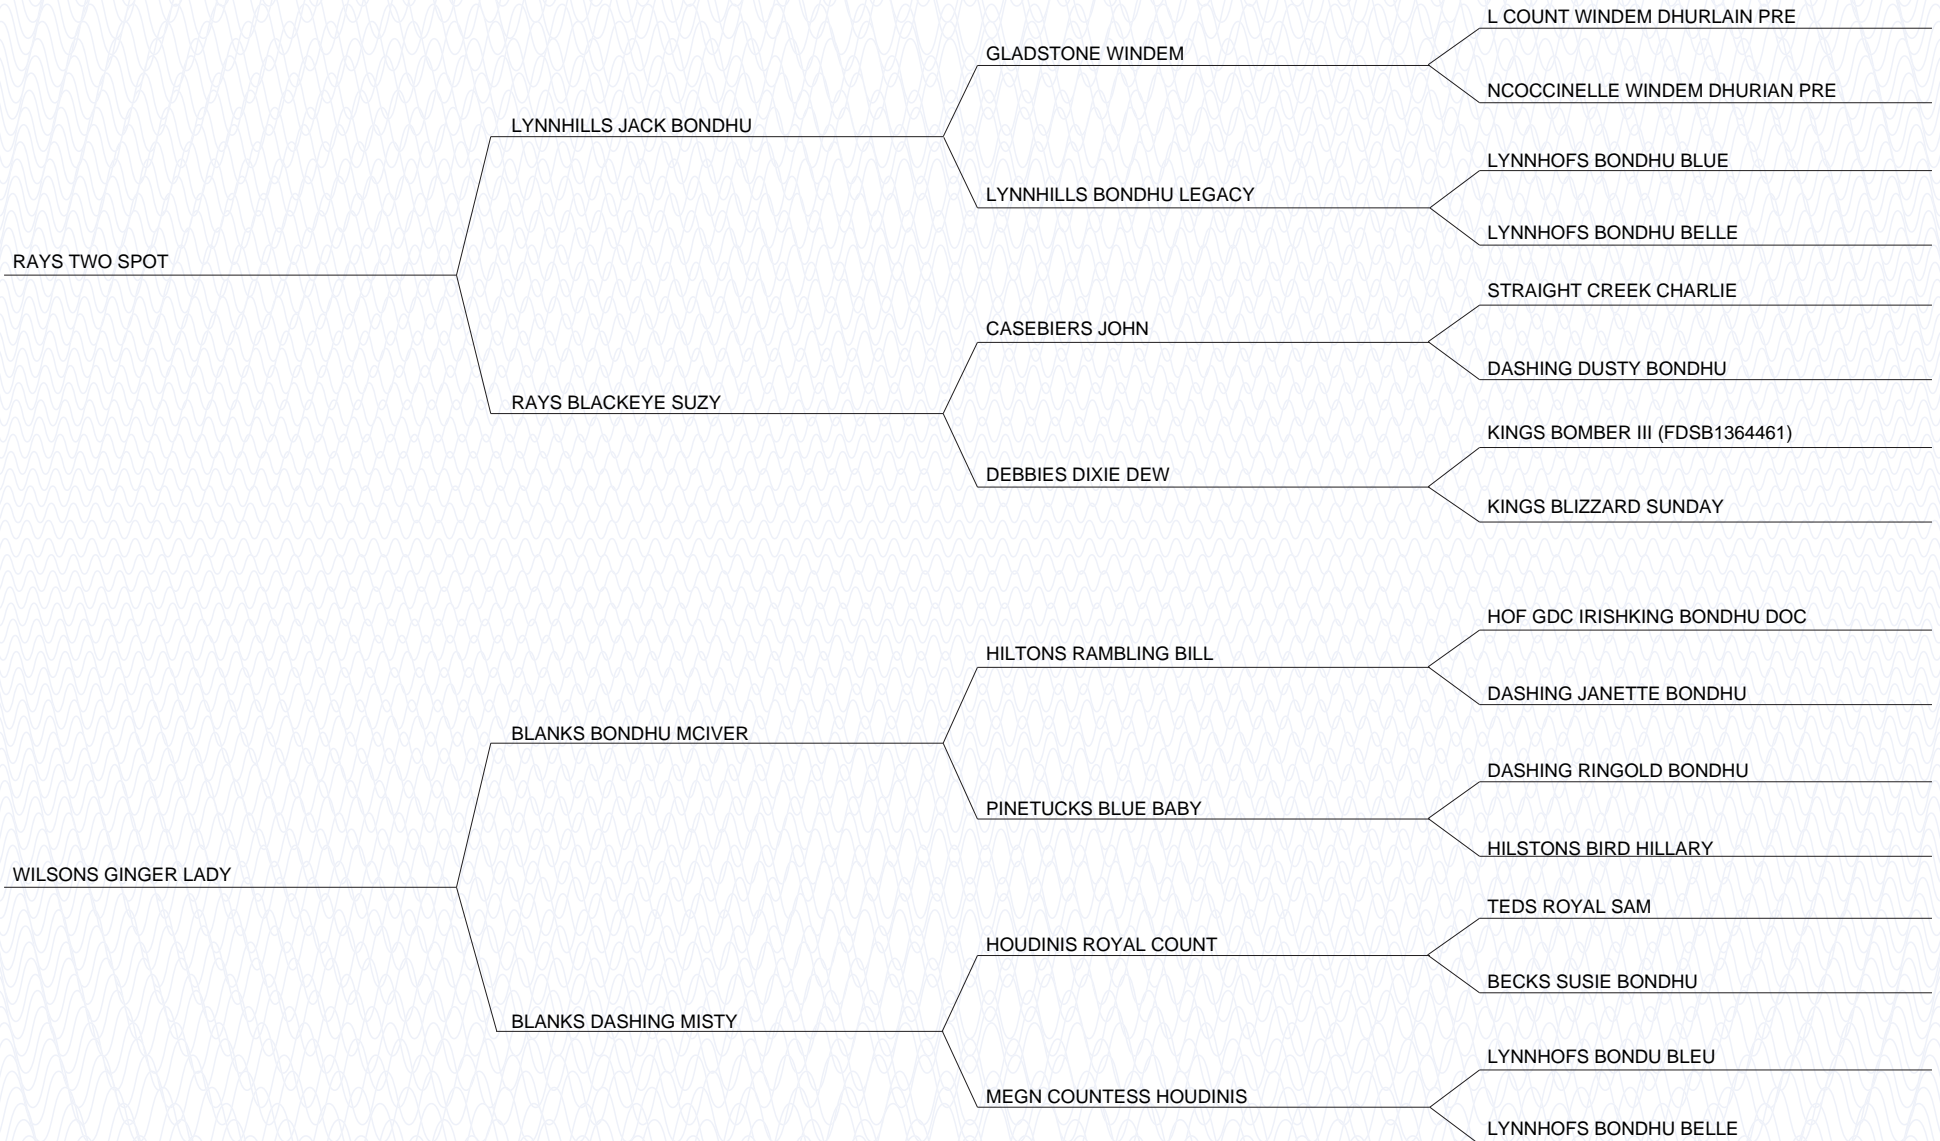 L COUNT WINDEM DHURLAIN PRE
GLADSTONE WINDEM
NCOCCINELLE WINDEM DHURIAN PRE
LYNNHILLS JACK BONDHU
LYNNHOFS BONDHU BLUE
LYNNHILLS BONDHU LEGACY
LYNNHOFS BONDHU BELLE
RAYS TWO SPOT
STRAIGHT CREEK CHARLIE
CASEBIERS JOHN
DASHING DUSTY BONDHU
RAYS BLACKEYE SUZY
KINGS BOMBER III (FDSB1364461)
DEBBIES DIXIE DEW
KINGS BLIZZARD SUNDAY
HOF GDC IRISHKING BONDHU DOC
HILTONS RAMBLING BILL
DASHING JANETTE BONDHU
BLANKS BONDHU MCIVER
DASHING RINGOLD BONDHU
PINETUCKS BLUE BABY
HILSTONS BIRD HILLARY
WILSONS GINGER LADY
TEDS ROYAL SAM
HOUDINIS ROYAL COUNT
BECKS SUSIE BONDHU
BLANKS DASHING MISTY
LYNNHOFS BONDU BLEU
MEGN COUNTESS HOUDINIS
LYNNHOFS BONDHU BELLE